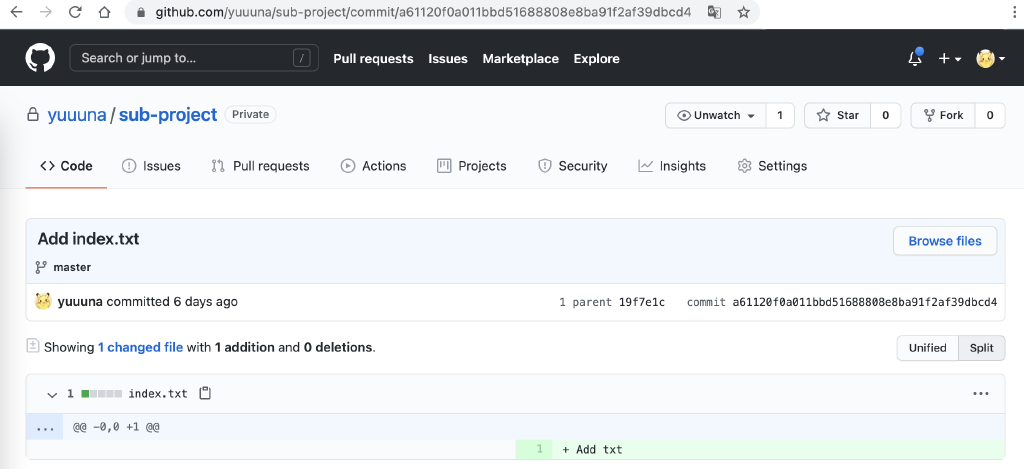 github.com/yuuuna/sub-project/commit/a61120f0a011bbd51688808e8ba91f2af39dbcd4
Search or jump to... / Pull requests Issues Marketplace Explore
yuuuna / sub-project Private Unwatch 1 Star 0 Fork 0
Code Issues Pull requests Actions Projects Security Insights Settings
Add index.txt Browse files
master
yuuuna committed 6 days ago 1 parent 19f7e1c commit a61120f0a011bbd51688808e8ba91f2af39dbcd4
Showing 1 changed file with 1 addition and 0 deletions. Unified Split
1 index.txt ...
... @@ -0,0 +1 @@
1 + Add txt